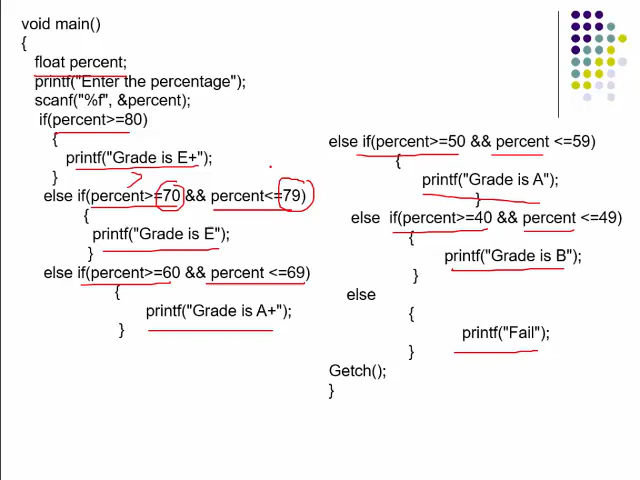 void main()
{
float percent;
printf("Enter the percentage");
scanf("%f", &percent);
if(percent>=80)
{
printf("Grade is E+");
}
else if(percent>=70 && percent<=79)
{
printf("Grade is E");
}
else if(percent>=60 && percent <=69)
{
printf("Grade is A+");
}
else if(percent>=50 && percent <=59)
{
printf("Grade is A");
}
else if(percent>=40 && percent <=49)
{
printf("Grade is B");
}
else
{
printf("Fail");
}
Getch();
}